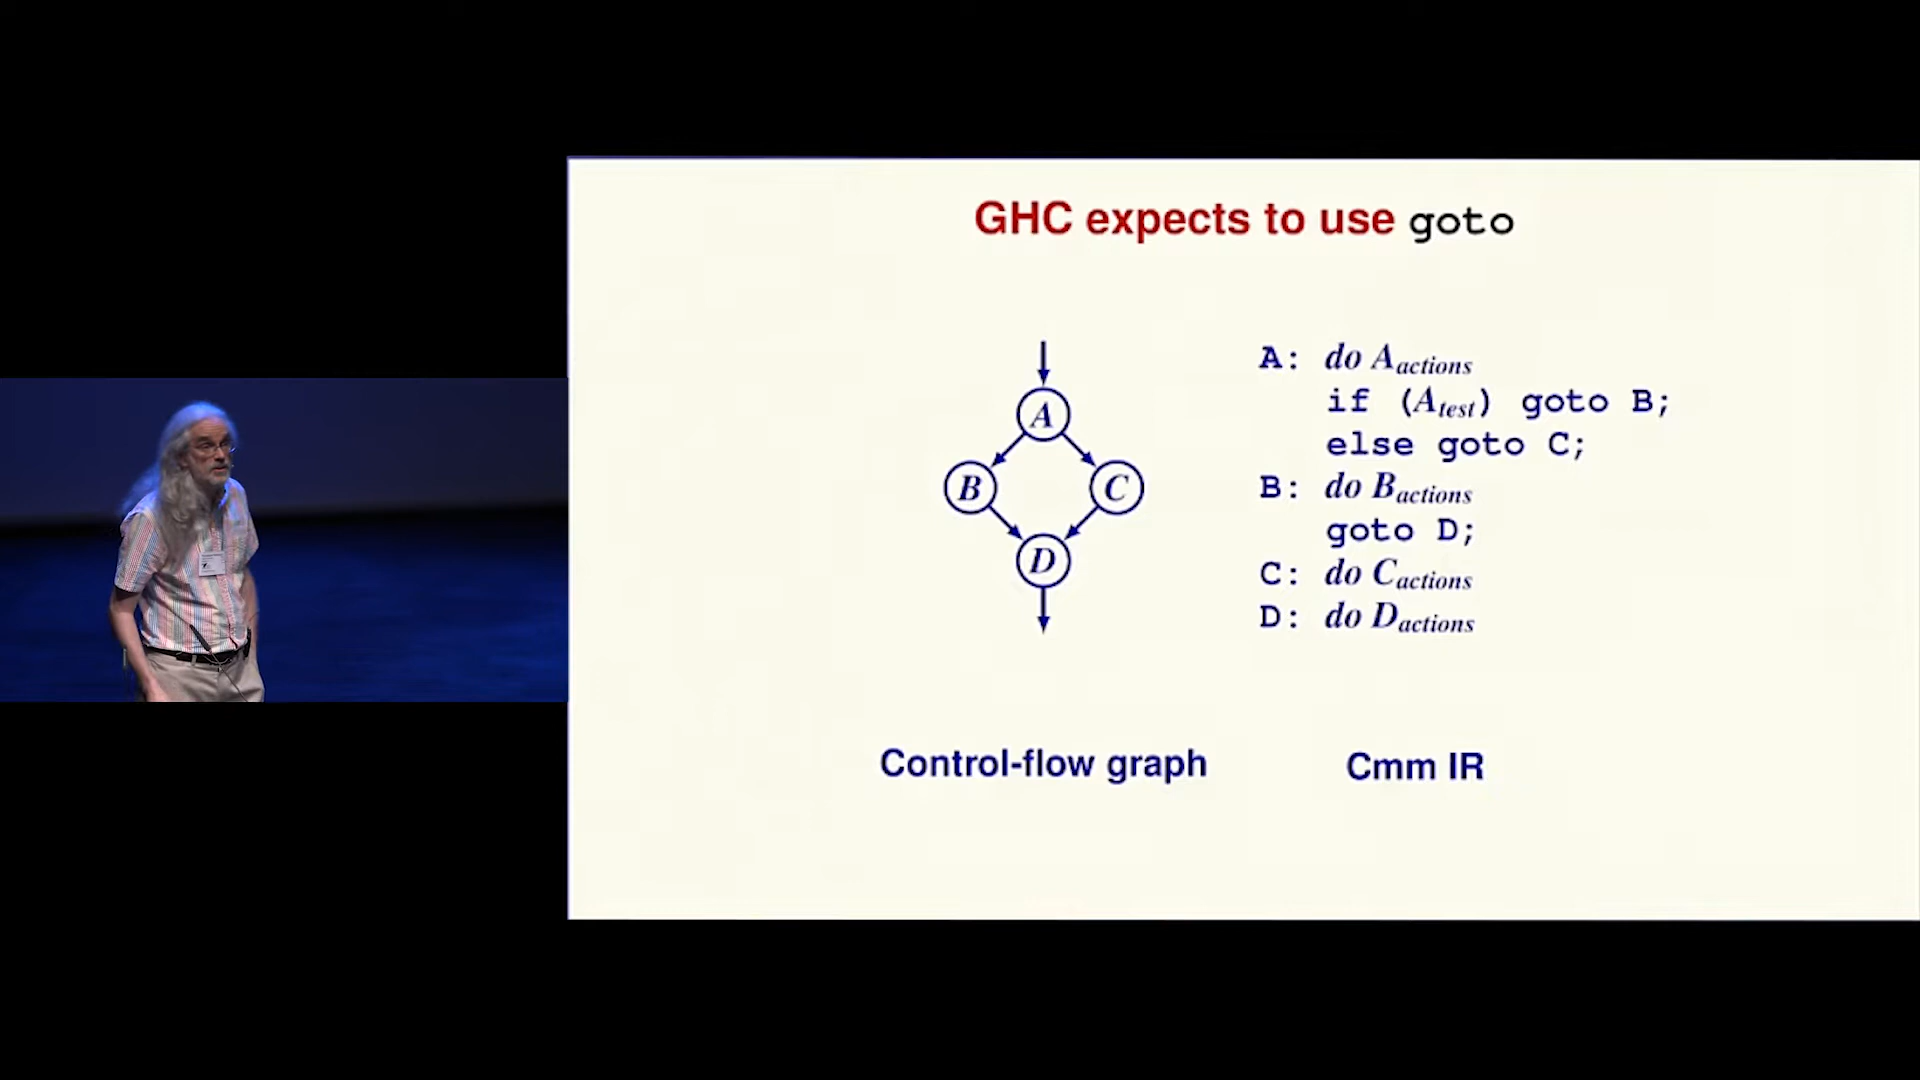 GHC expects to use goto
A
B
C
D
A: do A_actions
if (A_test) goto B;
else goto C;
B: do B_actions
goto D;
C: do C_actions
D: do D_actions
Control-flow graph
Cmm IR